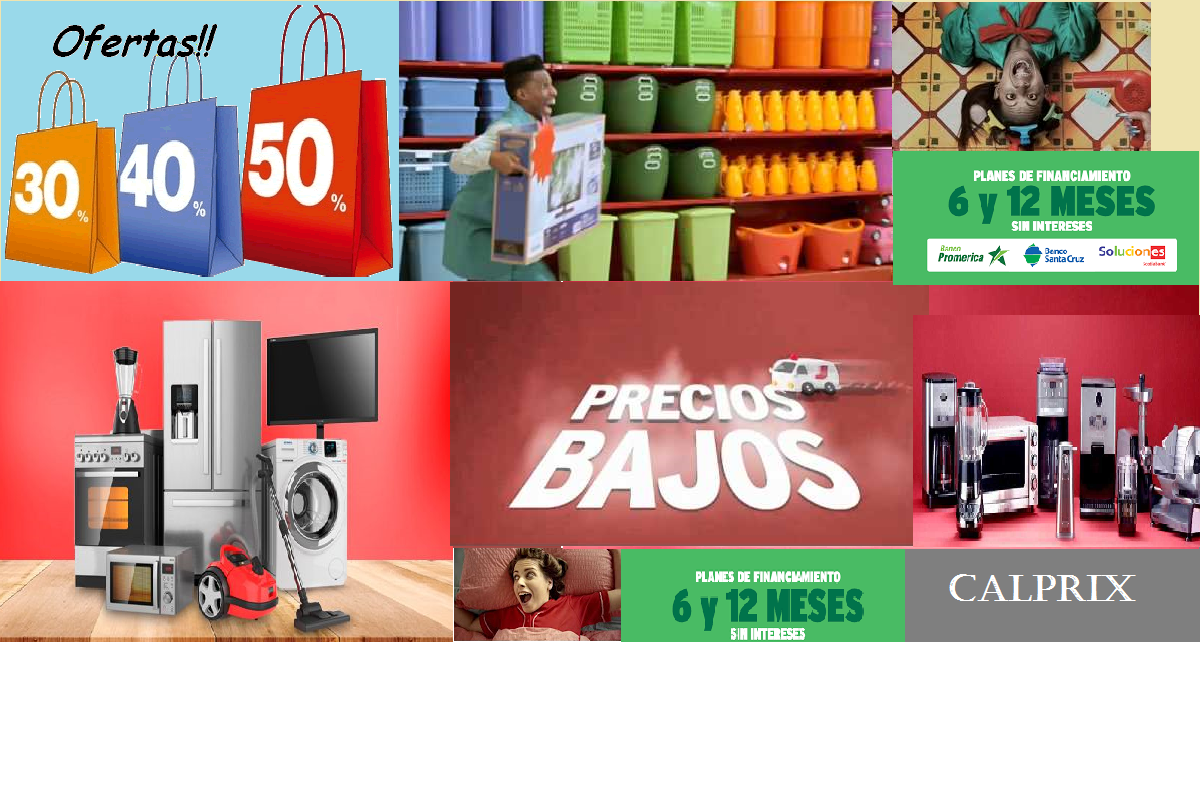 Ofertas!!
30%
40%
50%
PLANES DE FINANCIAMIENTO
6 y 12 MESES
SIN INTERESES
Banco
Promerica
Banco
Santa Cruz
Soluciones
PRECIOS
BAJOS
PLANES DE FINANCIAMIENTO
6 y 12 MESES
SIN INTERESES
CALPRIX